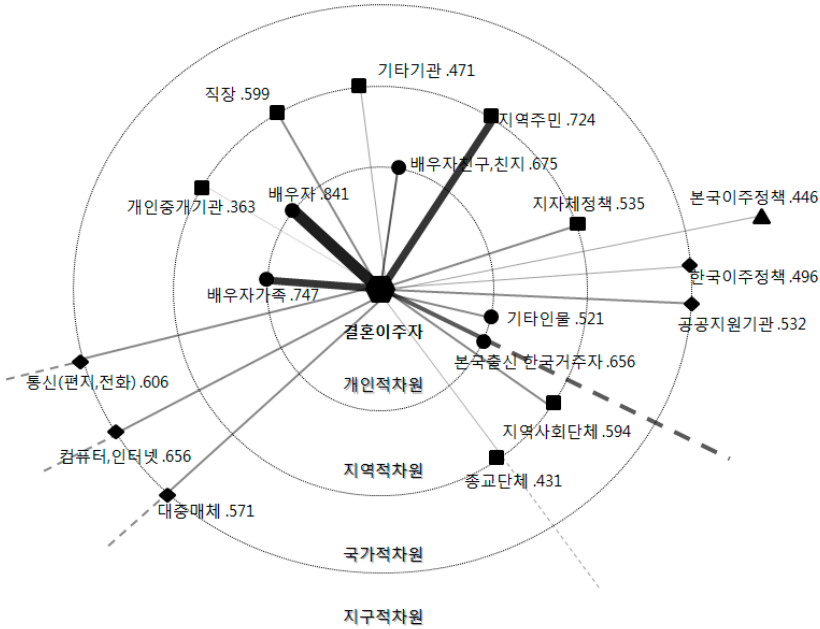 기타기관 .471
직장 .599
지역주민 .724
배우자친구,친지 .675
배우자 .841
본국이주정책 .446
개인중개기관 .363
지자체정책 .535
한국이주정책 .496
배우자가족 .747
기타인물 .521
공공지원기관 .532
결혼이주자
본국출신 한국거주자 .656
통신(편지,전화) .606
개인적차원
지역사회단체 .594
컴퓨터,인터넷 .656
지역적차원
종교단체 .431
대중매체 .571
국가적차원
지구적차원